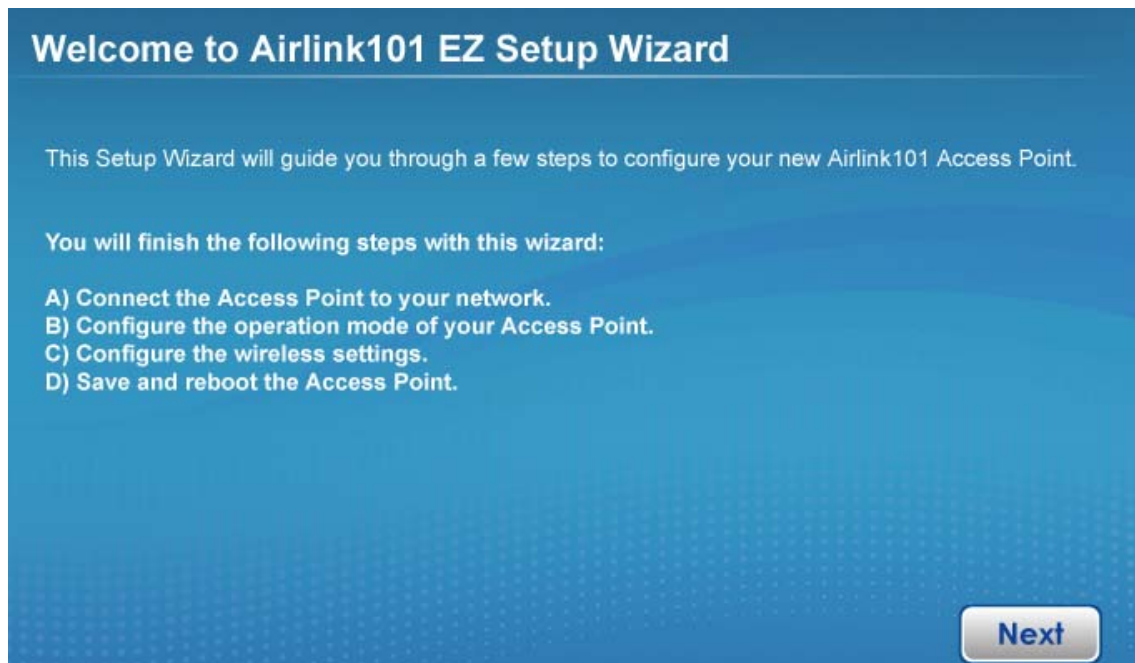 Welcome to Airlink101 EZ Setup Wizard
This Setup Wizard will guide you through a few steps to configure your new Airlink101 Access Point.
You will finish the following steps with this wizard:
A) Connect the Access Point to your network.
B) Configure the operation mode of your Access Point.
C) Configure the wireless settings.
D) Save and reboot the Access Point.
Next